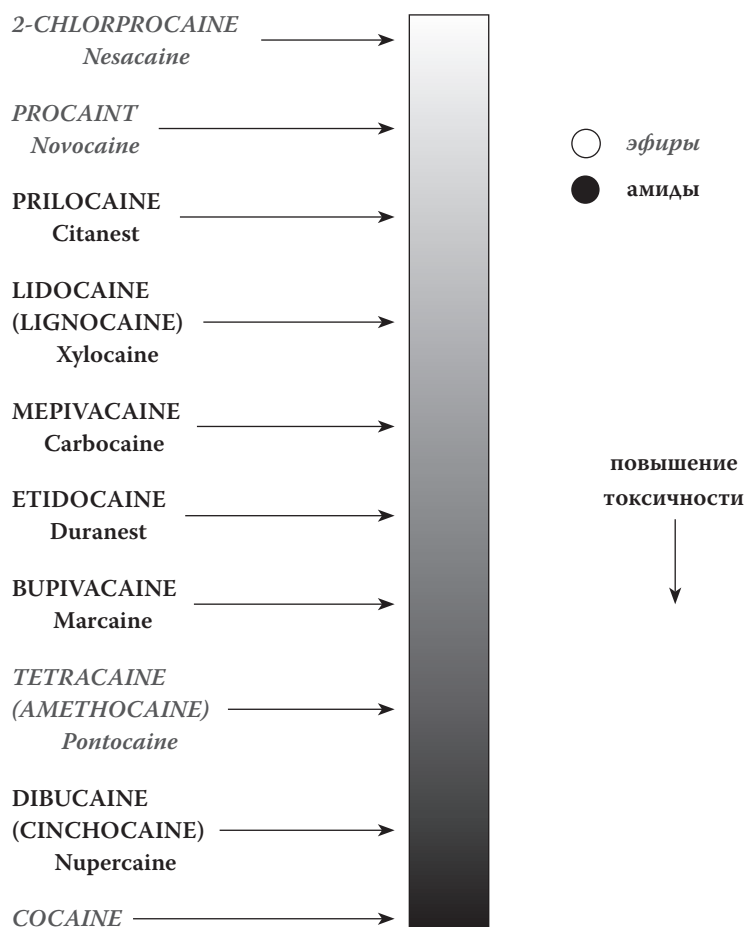 2-CHLORPROCAINE
Nesacaine
PROCAINT
Novocaine
PRILOCAINE
Citanest
LIDOCAINE
(LIGNOCAINE)
Xylocaine
MEPIVACAINE
Carbocaine
ETIDOCAINE
Duranest
BUPIVACAINE
Marcaine
TETRACAINE
(AMETHOCAINE)
Pontocaine
DIBUCAINE
(CINCHOCAINE)
Nupercaine
COCAINE
эфиры
амиды
повышение
токсичности